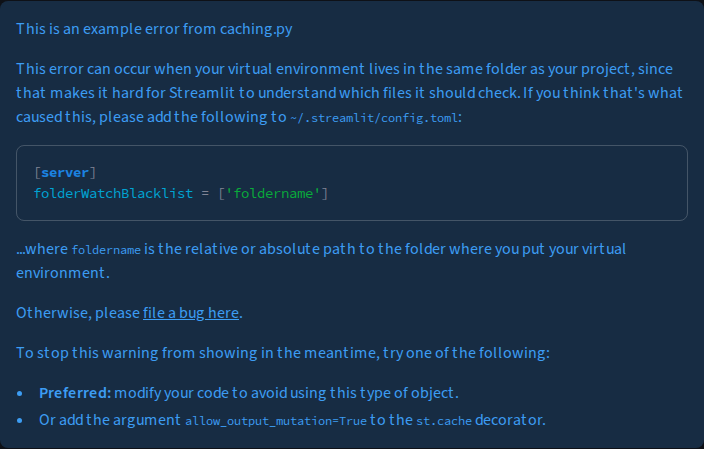 This is an example error from caching.py
This error can occur when your virtual environment lives in the same folder as your project, since
that makes it hard for Streamlit to understand which files it should check. If you think that's what
caused this, please add the following to ~/.streamlit/config.toml:
[server]
folderWatchBlacklist = ['foldername']
...where foldername is the relative or absolute path to the folder where you put your virtual
environment.
Otherwise, please file a bug here.
To stop this warning from showing in the meantime, try one of the following:
• Preferred: modify your code to avoid using this type of object.
• Or add the argument allow_output_mutation=True to the st.cache decorator.